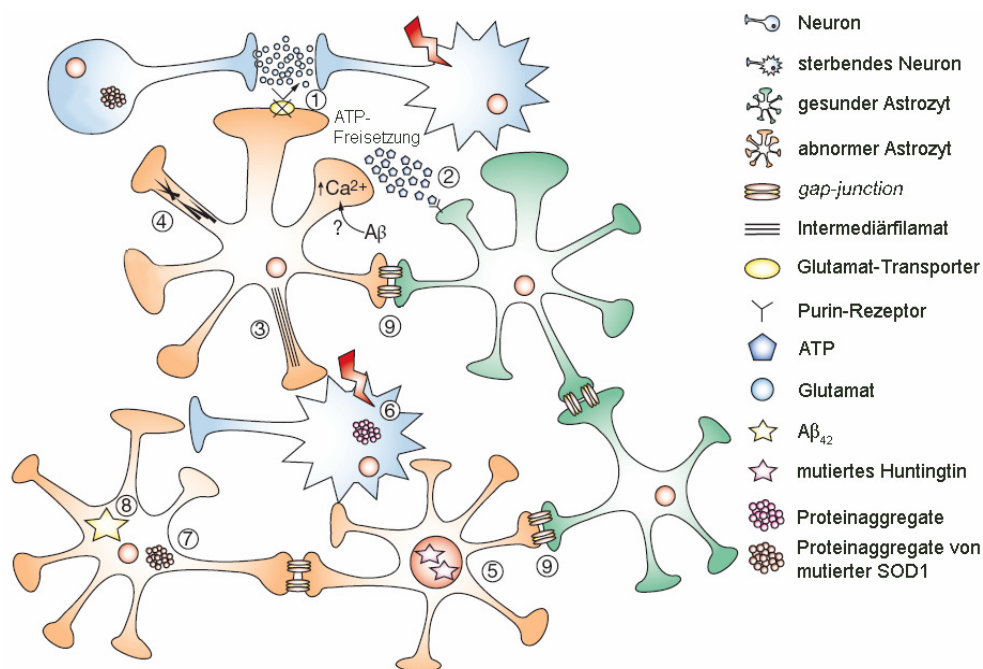 ①
ATP-
Freisetzung
②
↑Ca²⁺
?
Aβ
④
③
⑨
⑥
⑧
⑦
⑤
⑨
Neuron
sterbendes Neuron
gesunder Astrozyt
abnormer Astrozyt
gap-junction
Intermediärfilamat
Glutamat-Transporter
Purin-Rezeptor
ATP
Glutamat
Aβ₄₂
mutiertes Huntingtin
Proteinaggregate
Proteinaggregate von
mutierter SOD1